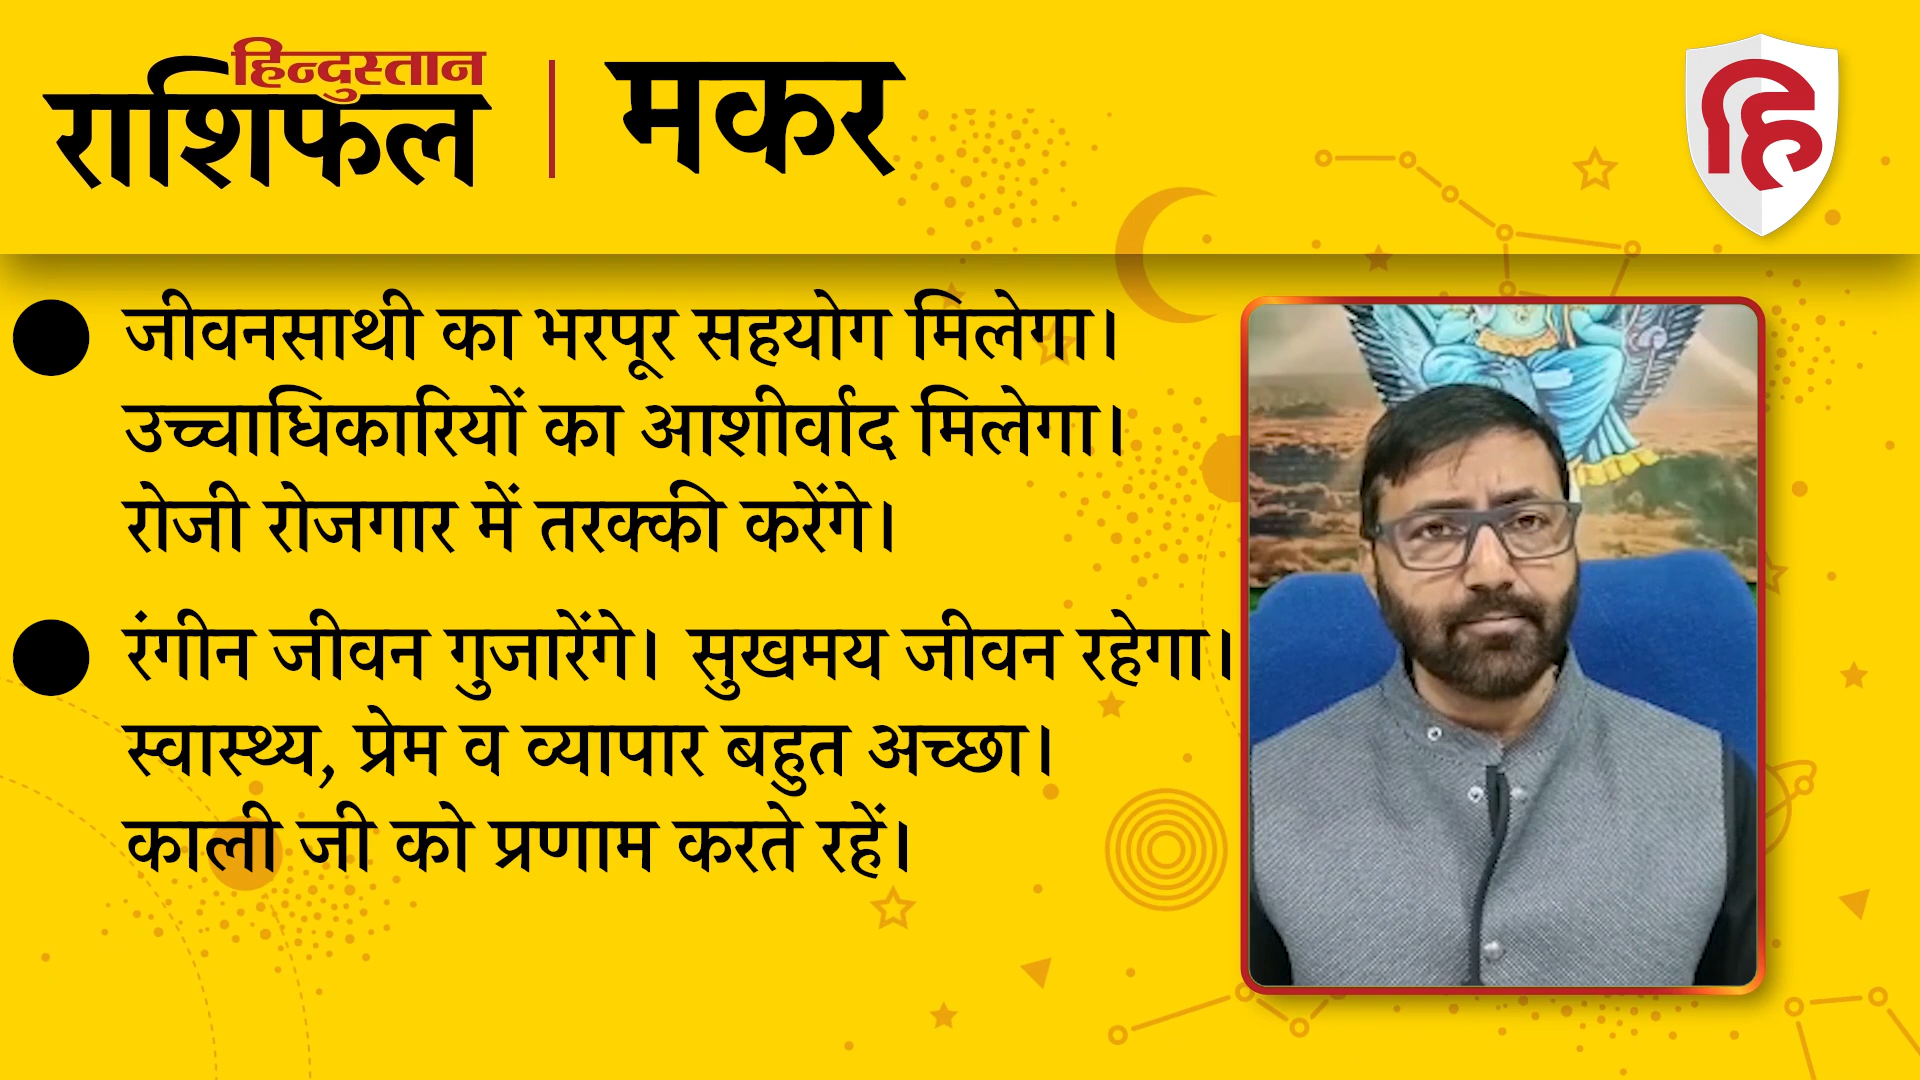 हिन्दुस्तान
राशिफल
मकर
हि
जीवनसाथी का भरपूर सहयोग मिलेगा।
उच्चाधिकारियों का आशीर्वाद मिलेगा।
रोजी रोजगार में तरक्की करेंगे।
रंगीन जीवन गुजारेंगे। सुखमय जीवन रहेगा।
स्वास्थ्य, प्रेम व व्यापार बहुत अच्छा।
काली जी को प्रणाम करते रहें।